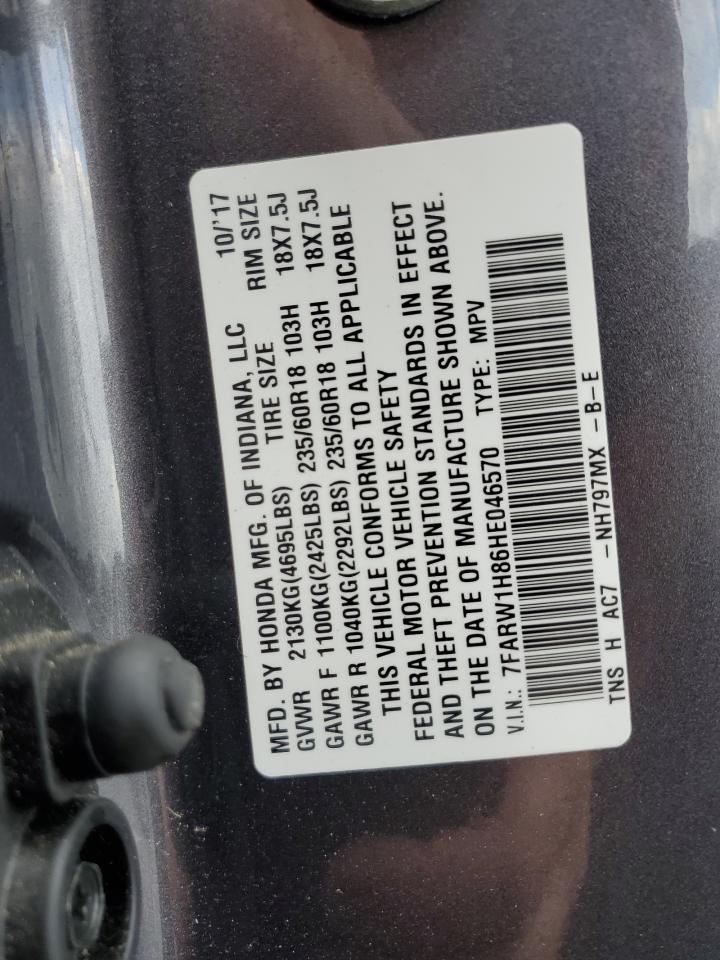 MFD. BY HONDA MFG. OF INDIANA, LLC 10/'17
GVWR 2130KG(4695LBS) TIRE SIZE RIM SIZE
GAWR F 1100KG(2425LBS) 235/60R18 103H 18X7.5J
GAWR R 1040KG(2292LBS) 235/60R18 103H 18X7.5J
THIS VEHICLE CONFORMS TO ALL APPLICABLE
FEDERAL MOTOR VEHICLE SAFETY
AND THEFT PREVENTION STANDARDS IN EFFECT
ON THE DATE OF MANUFACTURE SHOWN ABOVE.
V.I.N.: 7FARW1H86HE046570 TYPE: MPV
TNS H AC7 -NH797MX -B-E